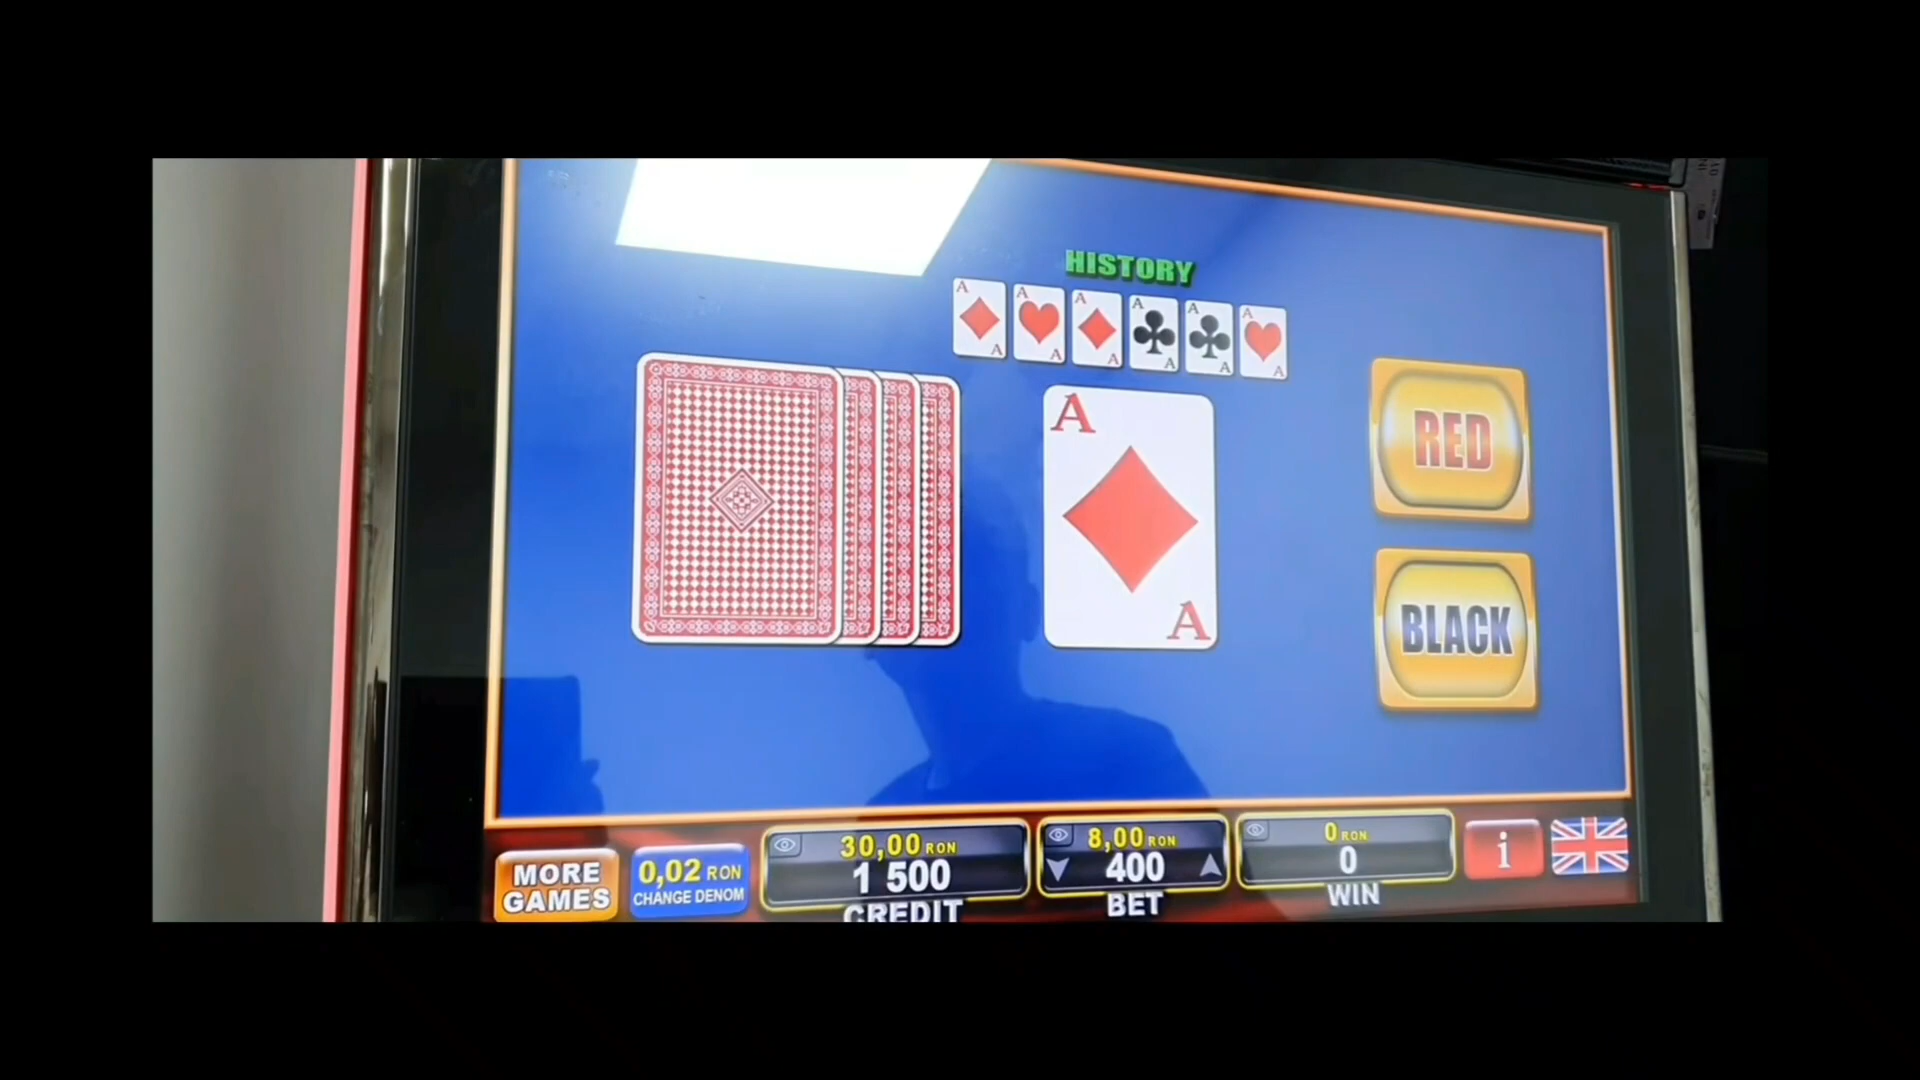 HISTORY
A A A A A A
A A A A A A
A
A
RED
BLACK
MORE GAMES
0,02 RON
CHANGE DENOM
30,00 RON
1 500
CREDIT
8,00 RON
400
BET
0 RON
0
WIN
i